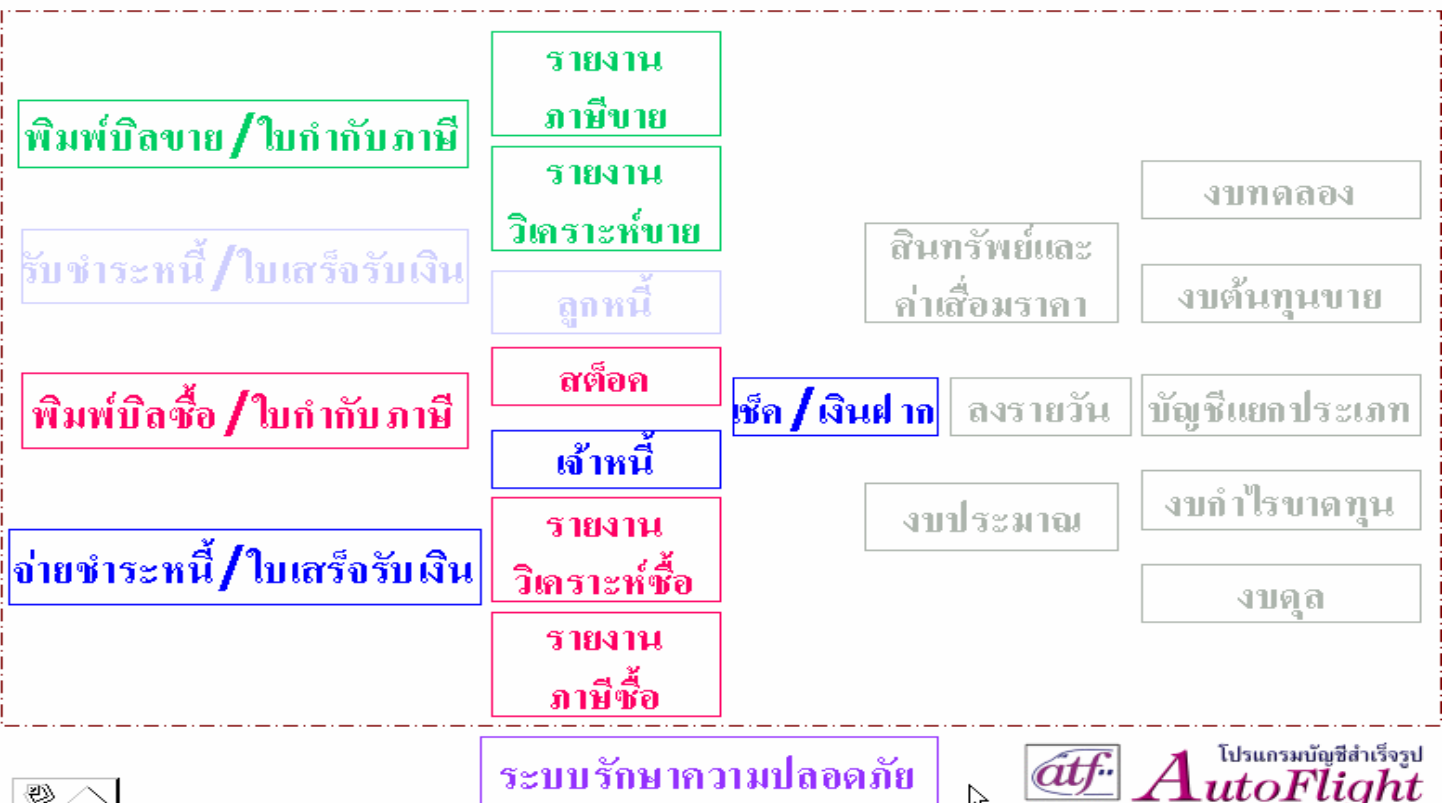 พิมพ์บิลขาย/ใบกำกับภาษี
รับชำระหนี้/ใบเสร็จรับเงิน
พิมพ์บิลซื้อ/ใบกำกับภาษี
จ่ายชำระหนี้/ใบเสร็จรับเงิน
รายงาน
ภาษีขาย
รายงาน
วิเคราะห์ขาย
ลูกหนี้
สต็อค
เจ้าหนี้
รายงาน
วิเคราะห์ซื้อ
รายงาน
ภาษีซื้อ
เช็ค/เงินฝาก
สินทรัพย์และ
ค่าเสื่อมราคา
ลงรายวัน
งบประมาณ
งบทดลอง
งบต้นทุนขาย
บัญชีแยกประเภท
งบกำไรขาดทุน
งบดุล
ระบบรักษาความปลอดภัย
atf
โปรแกรมบัญชีสำเร็จรูป
AutoFlight